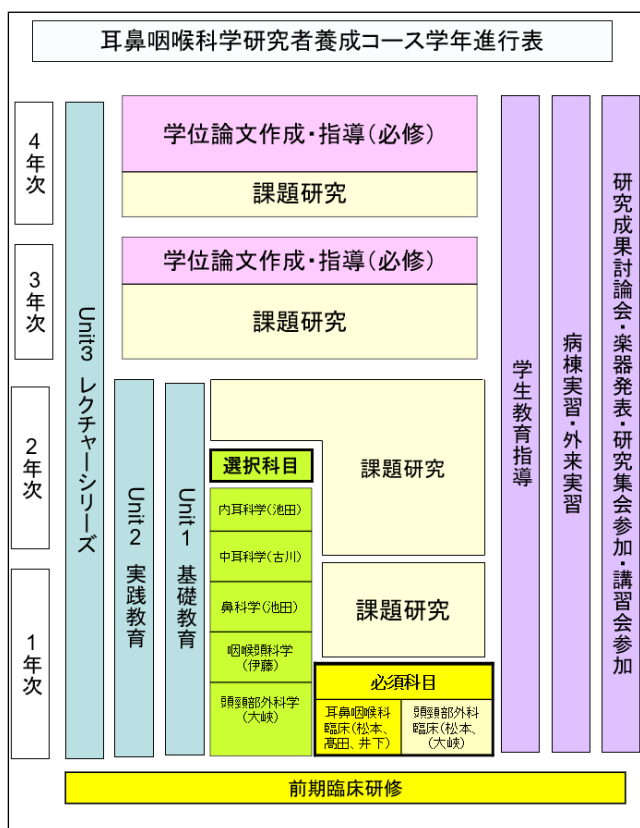 耳鼻咽喉科学研究者養成コース学年進行表
4年次
学位論文作成・指導(必修)
課題研究
3年次
学位論文作成・指導(必修)
課題研究
2年次
1年次
Unit3 レクチャーシリーズ
Unit2 実践教育
Unit1 基礎教育
課題研究
選択科目
内耳科学(池田)
中耳科学(古川)
鼻科学(池田)
咽喉頭科学
(伊藤)
頭頸部外科学
(大峡)
課題研究
必須科目
耳鼻咽喉科
臨床(松本、
高田、井下)
頭頸部外科
臨床(松本、
(大峡)
学生教育指導
病棟実習・外来実習
研究成果討論会・楽器発表・研究集会参加・講習会参加
前期臨床研修